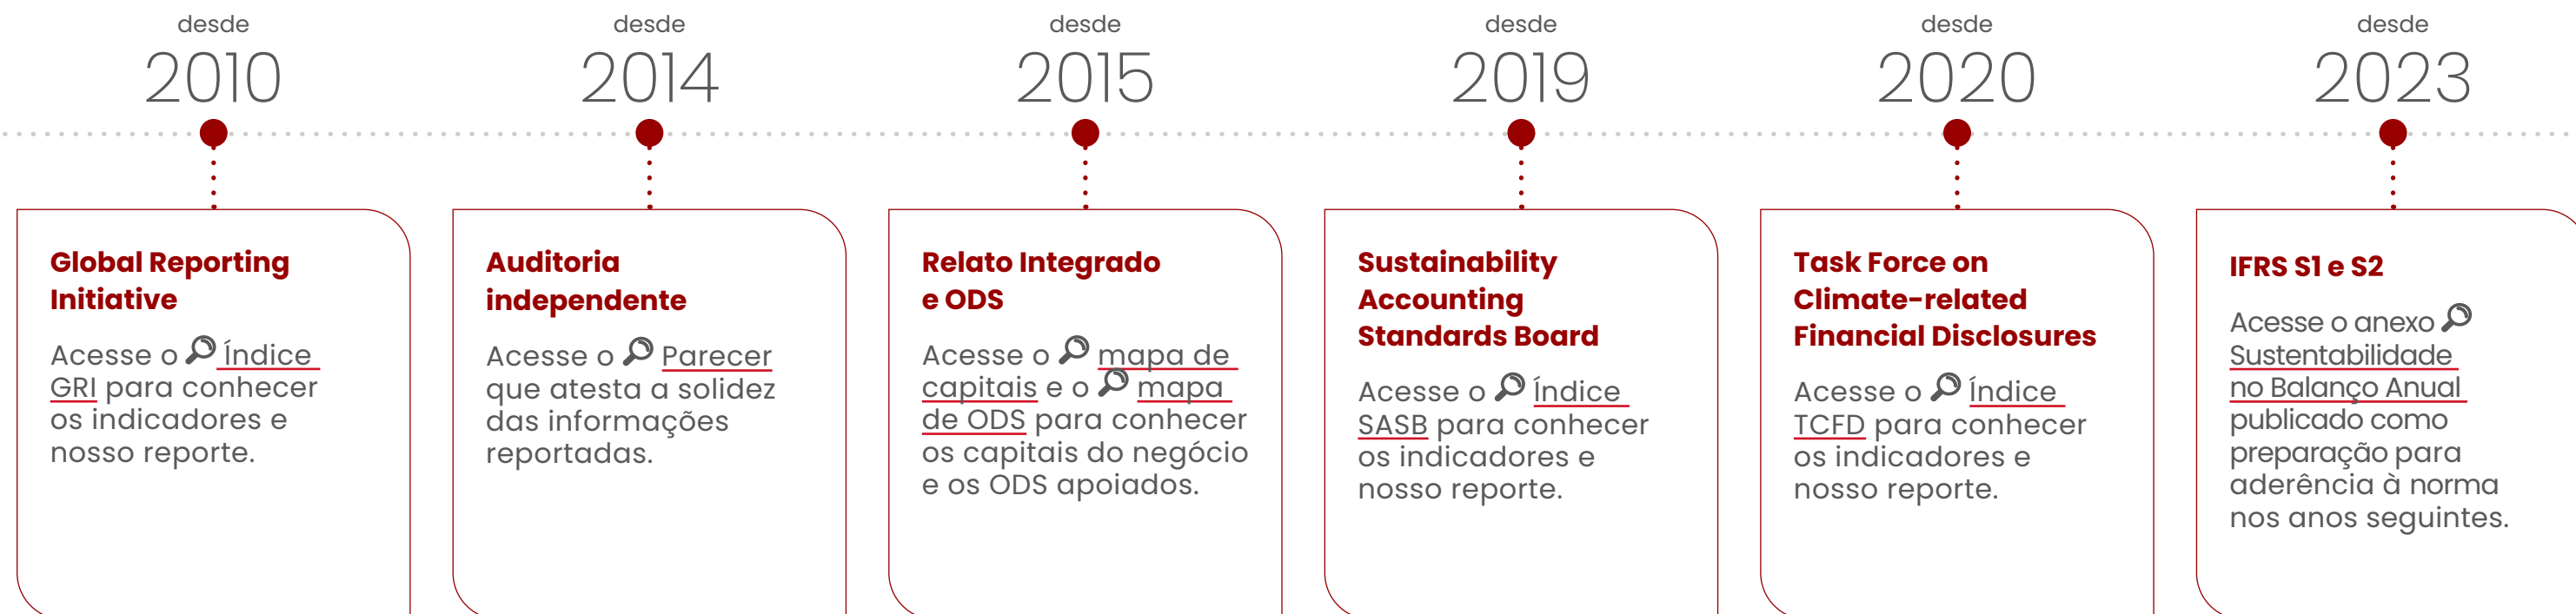 desde
2010
Global Reporting
Initiative
Acesse o Índice
GRI para conhecer
os indicadores e
nosso reporte.
desde
2014
Auditoria
independente
Acesse o Parecer
que atesta a solidez
das informações
reportadas.
desde
2015
Relato Integrado
e ODS
Acesse o mapa de
capitais e o mapa
de ODS para conhecer
os capitais do negócio
e os ODS apoiados.
desde
2019
Sustainability
Accounting
Standards Board
Acesse o Índice
SASB para conhecer
os indicadores e
nosso reporte.
desde
2020
Task Force on
Climate-related
Financial Disclosures
Acesse o Índice
TCFD para conhecer
os indicadores e
nosso reporte.
desde
2023
IFRS S1 e S2
Acesse o anexo
Sustentabilidade
no Balanço Anual
publicado como
preparação para
aderência à norma
nos anos seguintes.